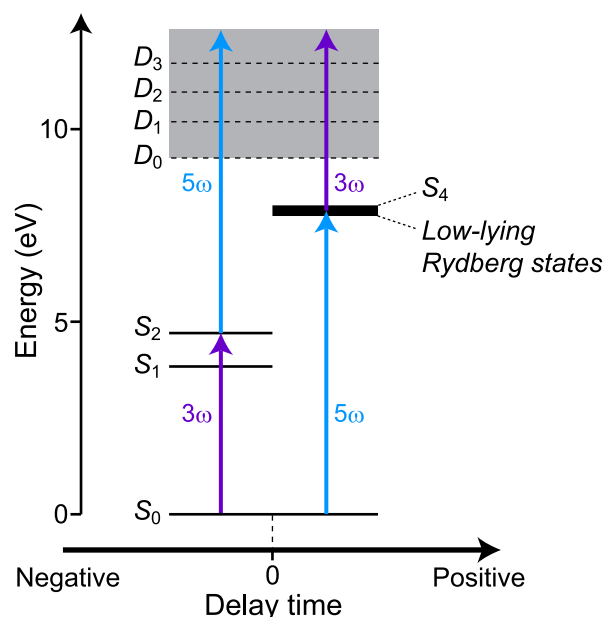 D₃
D₂
D₁
D₀
10
5ω
3ω
S₄
Low-lying
Rydberg states
Energy (eV)
5
S₂
S₁
3ω
5ω
0
S₀
Negative
0
Positive
Delay time